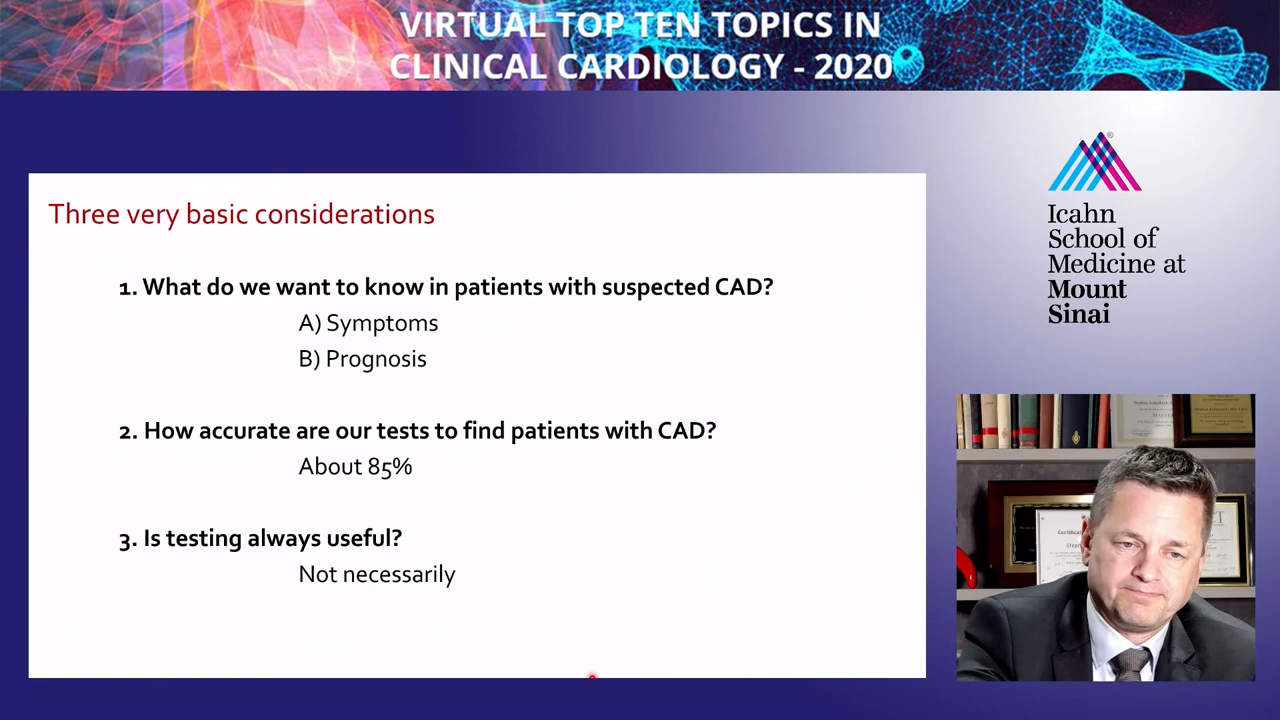 VIRTUAL TOP TEN TOPICS IN
CLINICAL CARDIOLOGY - 2020
Three very basic considerations
1. What do we want to know in patients with suspected CAD?
A) Symptoms
B) Prognosis
2. How accurate are our tests to find patients with CAD?
About 85%
3. Is testing always useful?
Not necessarily
®
Icahn
School of
Medicine at
Mount
Sinai